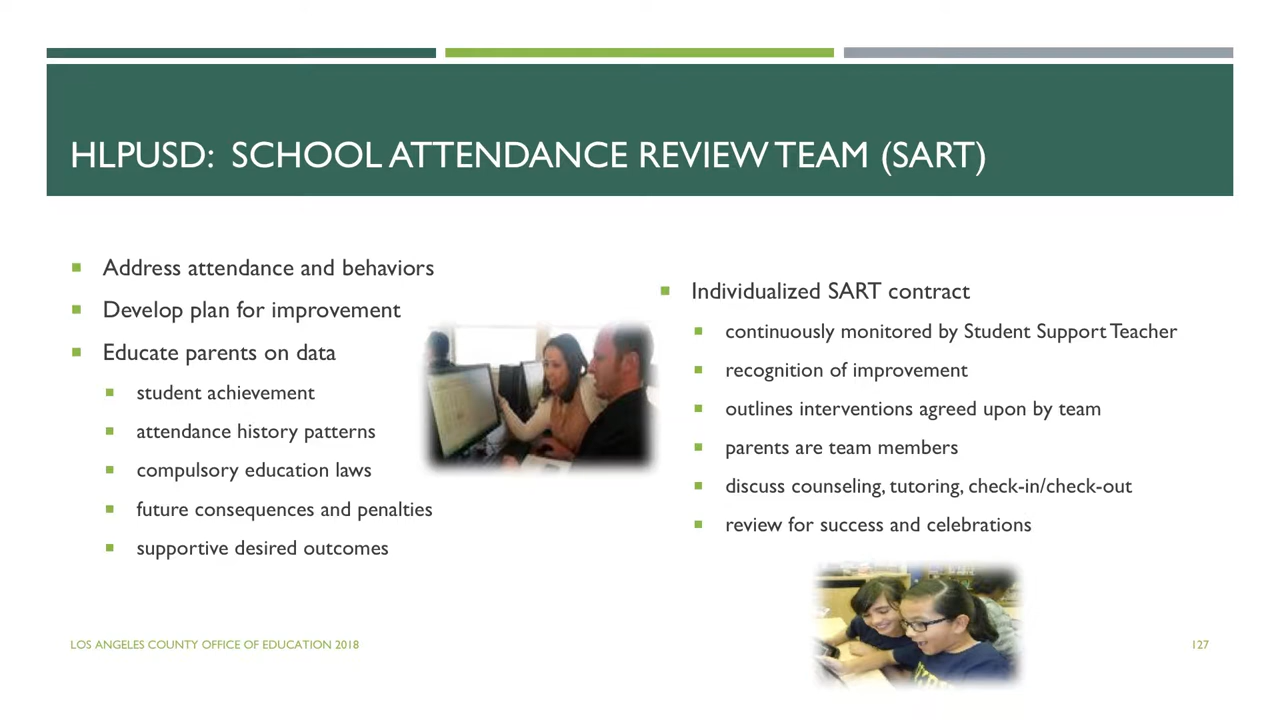 HLPUSD: SCHOOL ATTENDANCE REVIEW TEAM (SART)
Address attendance and behaviors
Develop plan for improvement
Educate parents on data
student achievement
attendance history patterns
compulsory education laws
future consequences and penalties
supportive desired outcomes
Individualized SART contract
continuously monitored by Student Support Teacher
recognition of improvement
outlines interventions agreed upon by team
parents are team members
discuss counseling, tutoring, check-in/check-out
review for success and celebrations
LOS ANGELES COUNTY OFFICE OF EDUCATION 2018
127